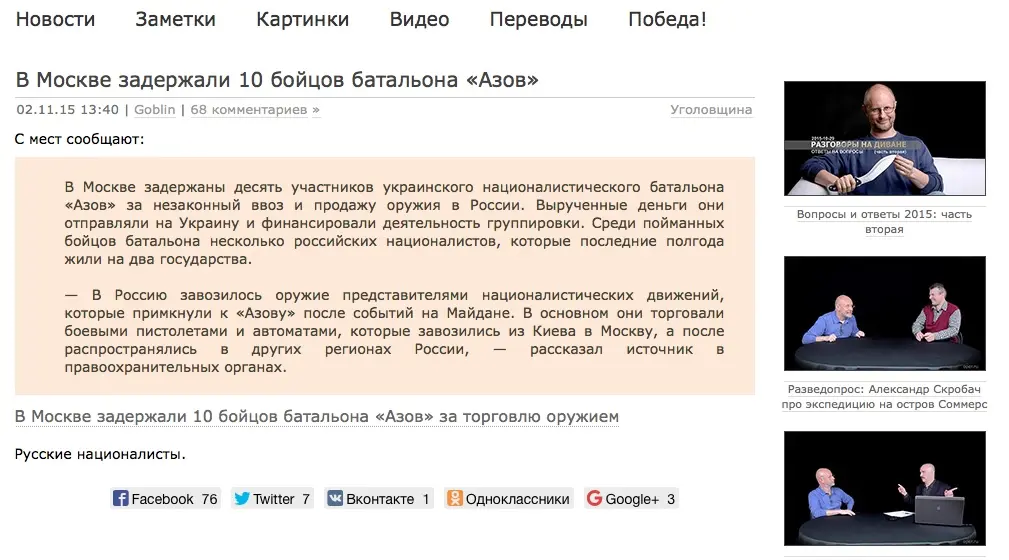 Новости Заметки Картинки Видео Переводы Победа!
В Москве задержали 10 бойцов батальона «Азов»
02.11.15 13:40 | Goblin | 68 комментариев » Уголовщина
С мест сообщают:
В Москве задержаны десять участников украинского националистического батальона
«Азов» за незаконный ввоз и продажу оружия в России. Вырученные деньги они
отправляли на Украину и финансировали деятельность группировки. Среди пойманных
бойцов батальона несколько российских националистов, которые последние полгода
жили на два государства.
— В Россию завозилось оружие представителями националистических движений,
которые примкнули к «Азову» после событий на Майдане. В основном они торговали
боевыми пистолетами и автоматами, которые завозились из Киева в Москву, а после
распространялись в других регионах России, — рассказал источник в
правоохранительных органах.
В Москве задержали 10 бойцов батальона «Азов» за торговлю оружием
Русские националисты.
Facebook 76 Twitter 7 Вконтакте 1 Одноклассники Google+ 3
2015-10-20
РАЗГОВОРЫ НА ДИВАНЕ
ОТВЕТЫ НА ВОПРОСЫ (часть вторая)
Вопросы и ответы 2015: часть
вторая
Разведопрос: Александр Скробач
про экспедицию на остров Соммерс